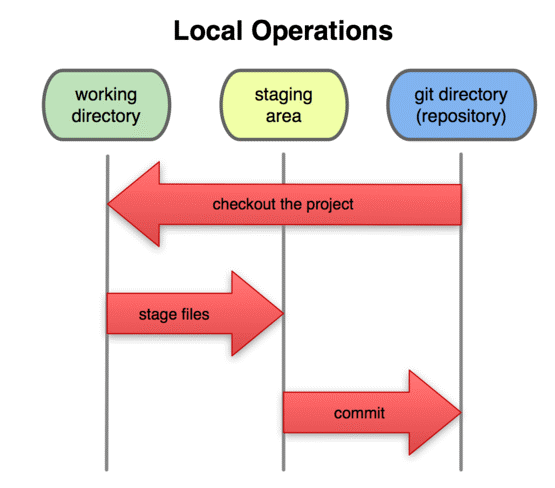 Local Operations
working
directory
staging
area
git directory
(repository)
checkout the project
stage files
commit